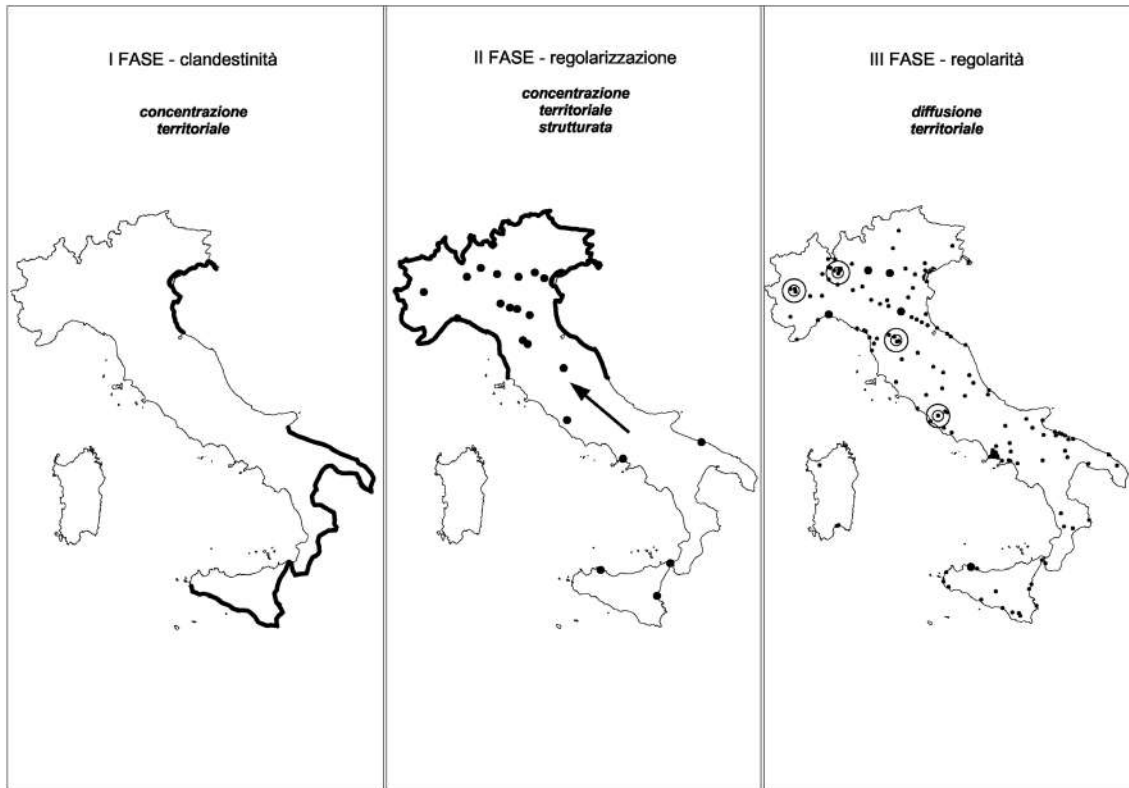 I FASE - clandestinità
concentrazione
territoriale
II FASE - regolarizzazione
concentrazione
territoriale
strutturata
III FASE - regolarità
diffusione
territoriale